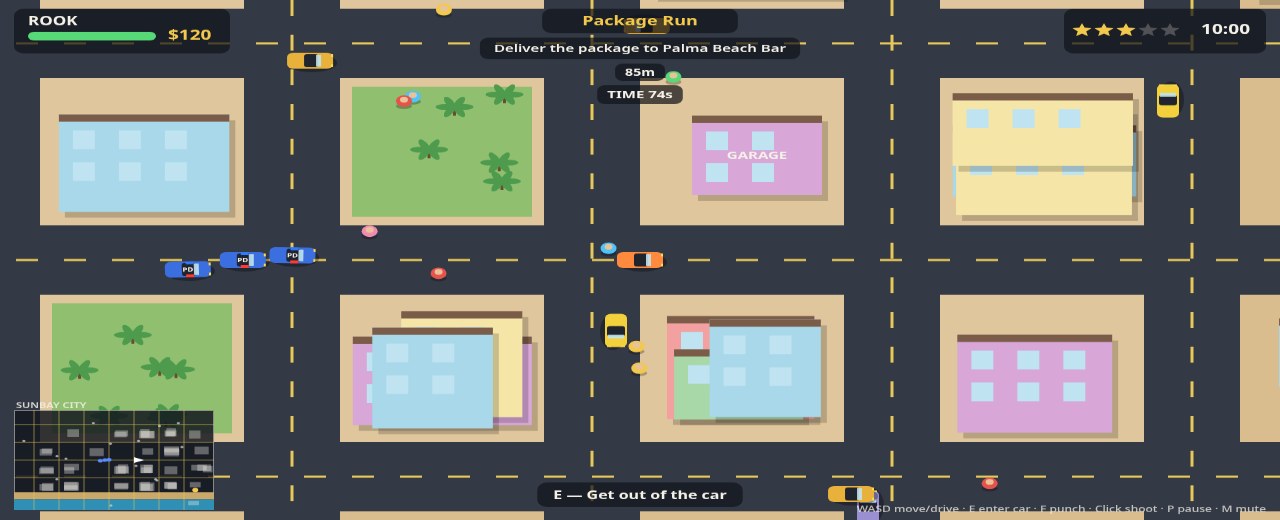 ROOK
$120
Package Run
Deliver the package to Palma Beach Bar
85m
TIME 74s
10:00
GARAGE
PD
PD
PD
SUNRAY CITY
E — Get out of the car
WASD move/drive · E enter car · F punch · Click shoot · P pause · M mute